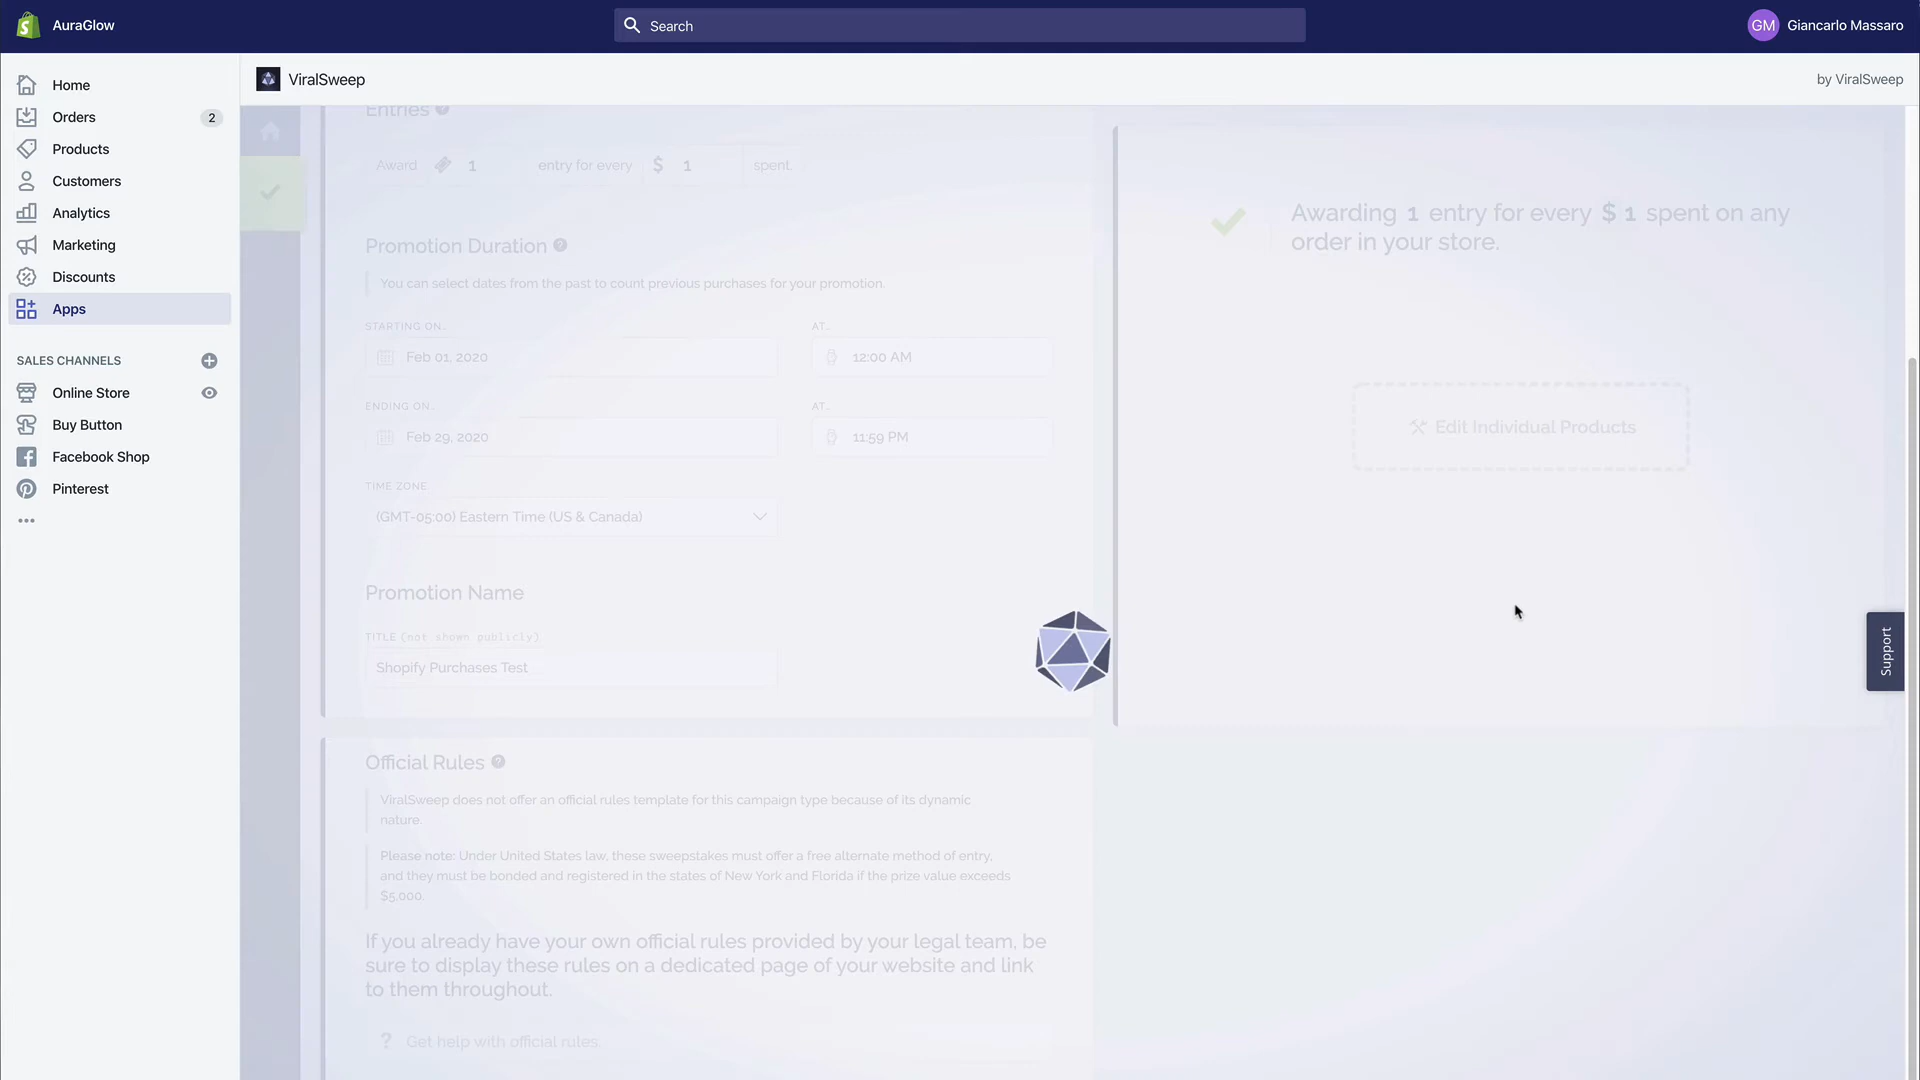 AuraGlow
Search
GM
Giancarlo Massaro
Home
Orders
2
Products
Customers
Analytics
Marketing
Discounts
Apps
SALES CHANNELS
Online Store
Buy Button
Facebook Shop
Pinterest
ViralSweep
by ViralSweep
Entries
Award 1 entry for every $ 1 spent.
Promotion Duration
You can select dates from the past to count previous purchases for your promotion.
STARTING ON..
AT..
Feb 01, 2020
12:00 AM
ENDING ON..
AT..
Feb 29, 2020
11:59 PM
TIME ZONE
(GMT-05:00) Eastern Time (US & Canada)
Promotion Name
TITLE (not shown publicly)
Shopify Purchases Test
Official Rules
ViralSweep does not offer an official rules template for this campaign type because of its dynamic
nature.
Please note: Under United States law, these sweepstakes must offer a free alternate method of entry,
and they must be bonded and registered in the states of New York and Florida if the prize value exceeds
$5,000.
If you already have your own official rules provided by your legal team, be
sure to display these rules on a dedicated page of your website and link
to them throughout.
? Get help with official rules.
Awarding 1 entry for every $ 1 spent on any
order in your store.
Edit Individual Products
Support